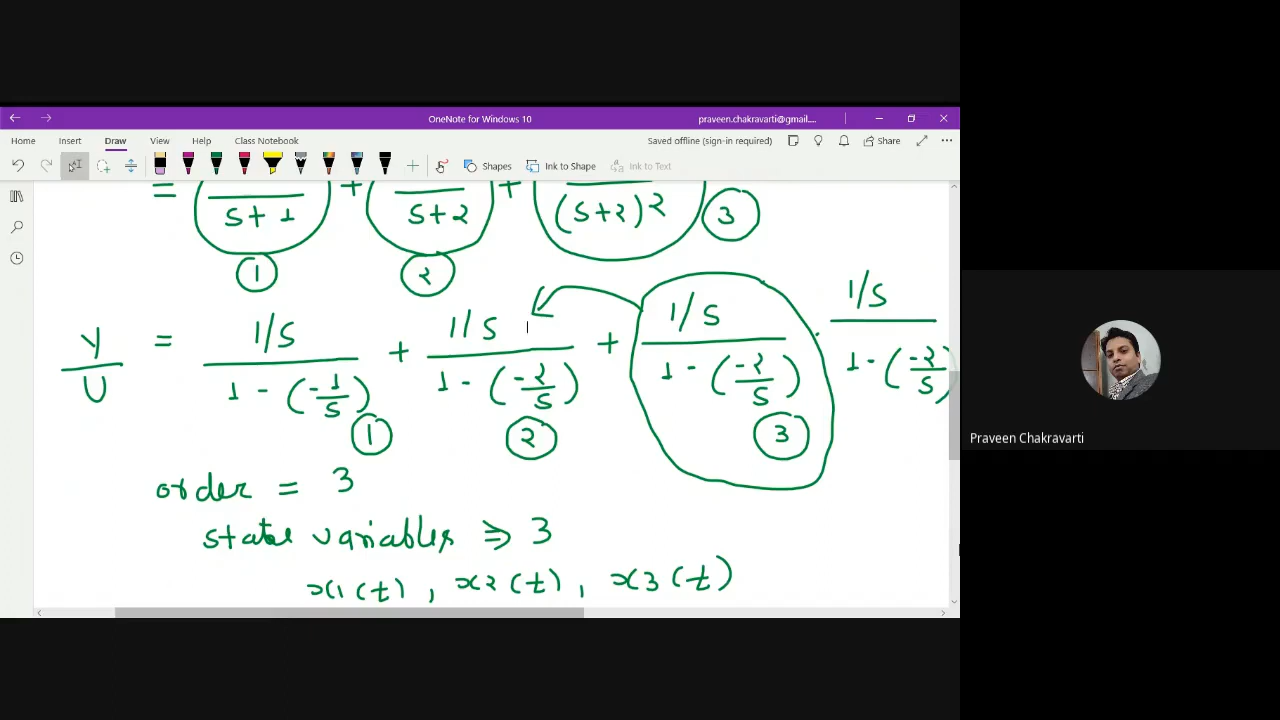 OneNote for Windows 10
praveen.chakravarti@gmail....
Home Insert Draw View Help Class Notebook
Saved offline (sign-in required)
Share
Shapes Ink to Shape Ink to Text
= ─── + ─── + ───
s+1 s+2 (s+2)2 3
1 2
Y/U = (1/s)/(1-(-1/s)) + (1/s)/(1-(-2/s)) + (1/s)/(1-(-2/s)) . (1/s)/(1-(-2/s))
1 2 3
order = 3
state variables => 3
x1(t), x2(t), x3(t)
Praveen Chakravarti